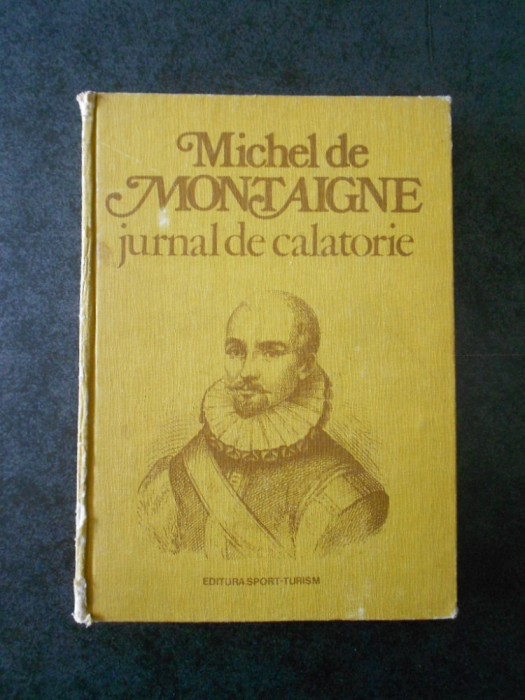 Michel de
MONTAIGNE
jurnal de calatorie
EDITURA SPORT-TURISM